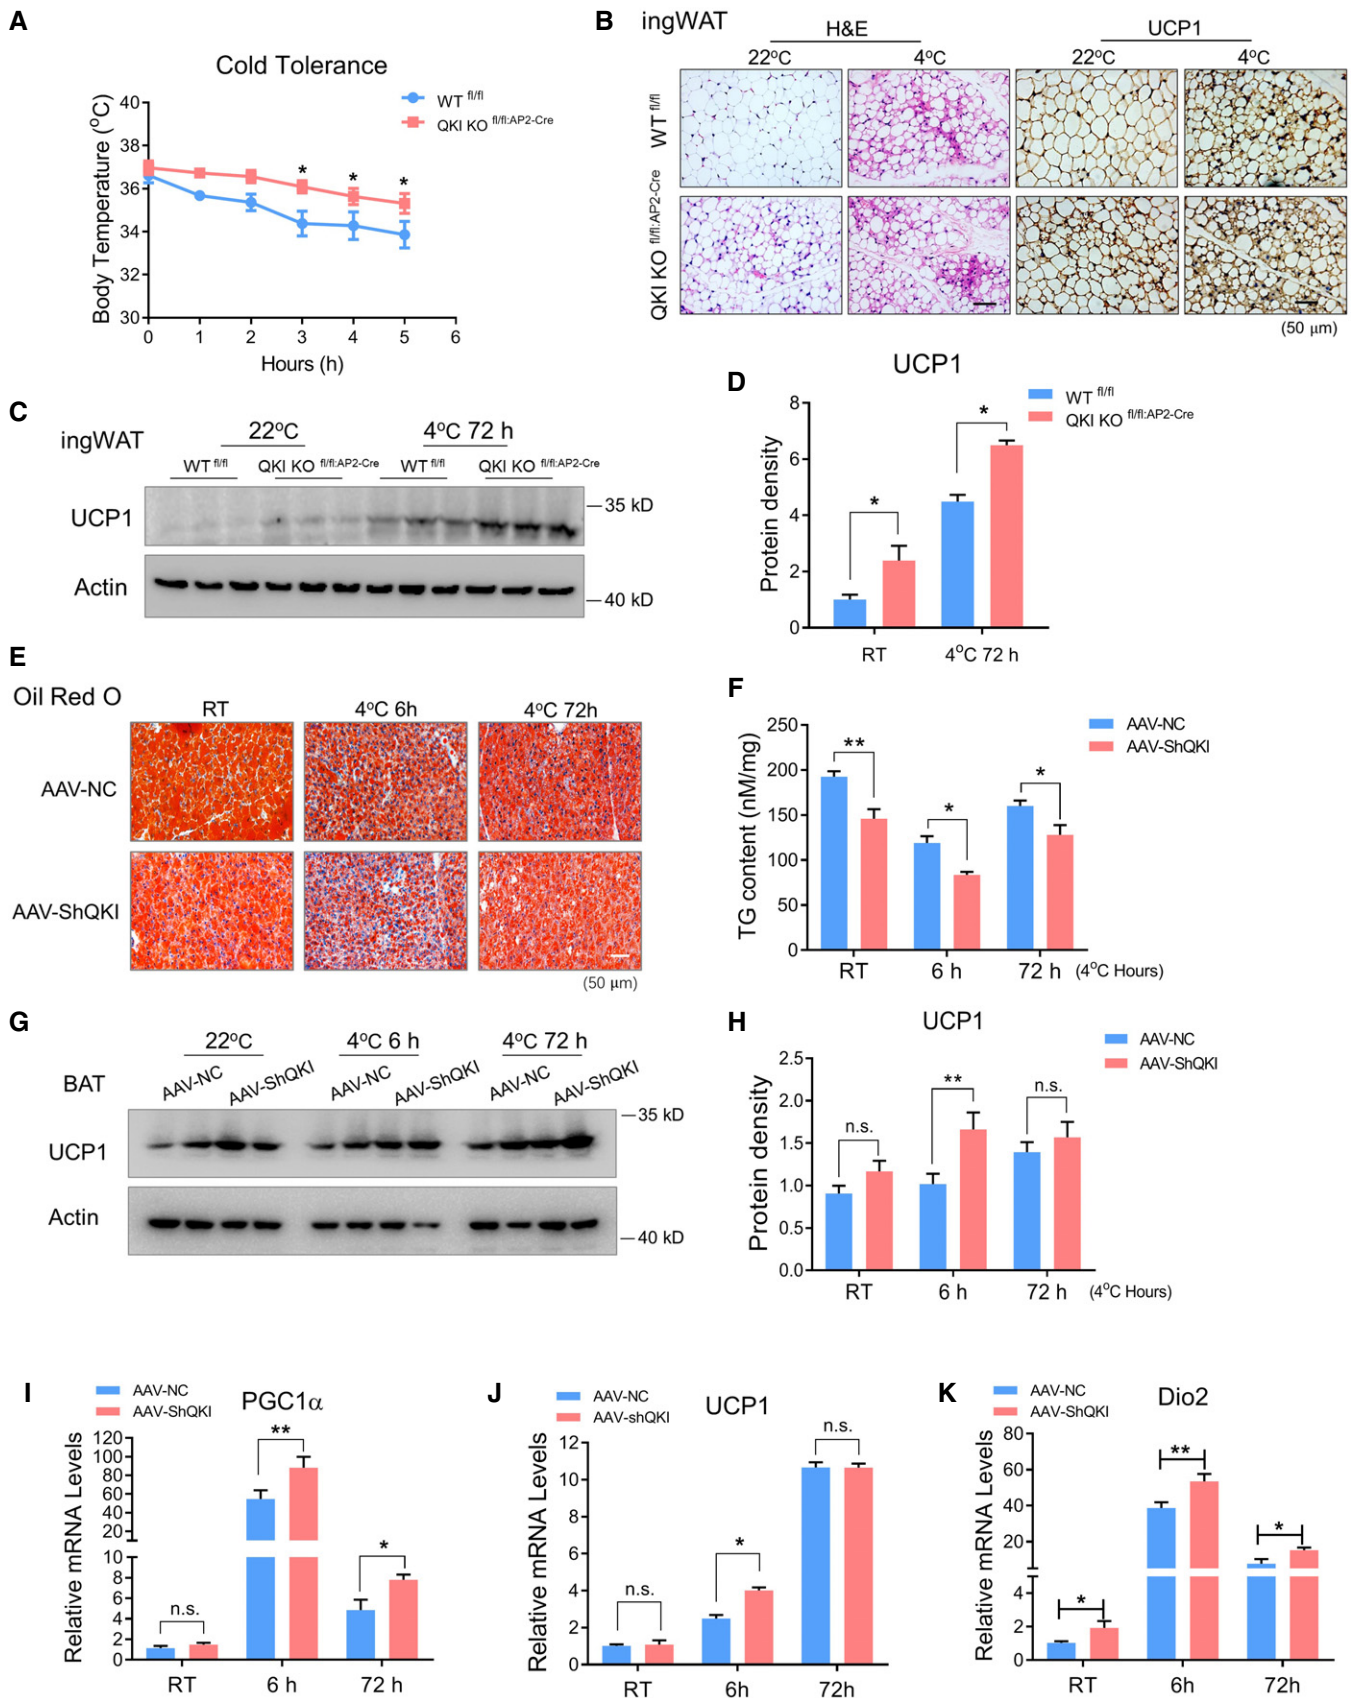 A
Cold Tolerance
WT fl/fl
QKI KO fl/fl:AP2-Cre
Body Temperature (°C)
40
38
36
34
32
30
* * *
0 1 2 3 4 5 6
Hours (h)
B
ingWAT
H&E UCP1
22°C 4°C 22°C 4°C
WT fl/fl
QKI KO fl/fl:AP2-Cre
(50 μm)
C
ingWAT
22°C 4°C 72 h
WT fl/fl QKI KO fl/fl:AP2-Cre WT fl/fl QKI KO fl/fl:AP2-Cre
UCP1
35 kD
Actin
40 kD
D
UCP1
WT fl/fl
QKI KO fl/fl:AP2-Cre
Protein density
8
6
4
2
0
* *
RT 4°C 72 h
E
Oil Red O
RT 4°C 6h 4°C 72h
AAV-NC
AAV-ShQKI
(50 μm)
F
AAV-NC
AAV-ShQKI
TG content (nM/mg)
250
200
150
100
50
0
** * *
RT 6 h 72 h (4°C Hours)
G
BAT
22°C 4°C 6 h 4°C 72 h
AAV-NC AAV-ShQKI AAV-NC AAV-ShQKI AAV-NC AAV-ShQKI
UCP1
35 kD
Actin
40 kD
H
UCP1
AAV-NC
AAV-ShQKI
Protein density
2.5
2.0
1.5
1.0
0.5
0.0
n.s. ** n.s.
RT 6 h 72 h (4°C Hours)
I
AAV-NC
AAV-ShQKI
PGC1α
Relative mRNA Levels
120
100
80
60
40
20
10
8
6
4
2
0
n.s. ** *
RT 6 h 72 h
J
AAV-NC
AAV-shQKI
UCP1
Relative mRNA Levels
12
10
8
6
4
2
0
n.s. * n.s.
RT 6h 72h
K
AAV-NC
AAV-ShQKI
Dio2
Relative mRNA Levels
80
60
40
20
4
2
0
* ** *
RT 6h 72h